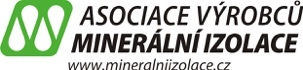 ASOCIACE VÝROBCŮ
MINERÁLNÍ IZOLACE
www.mineralniizolace.cz